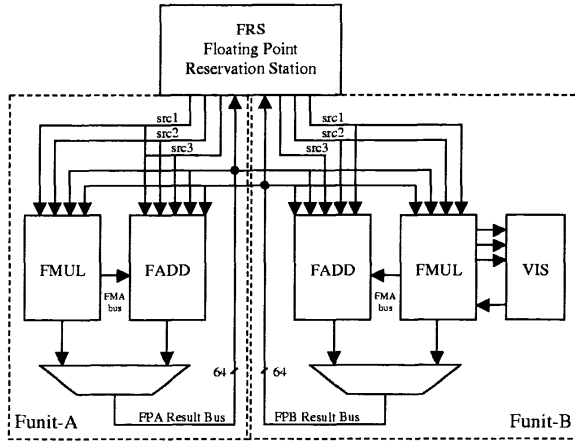 FRS
Floating Point
Reservation Station
src1
src2
src3
src1
src2
src3
FMUL
FADD
FMA
bus
FADD
FMUL
FMA
bus
VIS
64
64
FPA Result Bus
FPB Result Bus
Funit-A
Funit-B